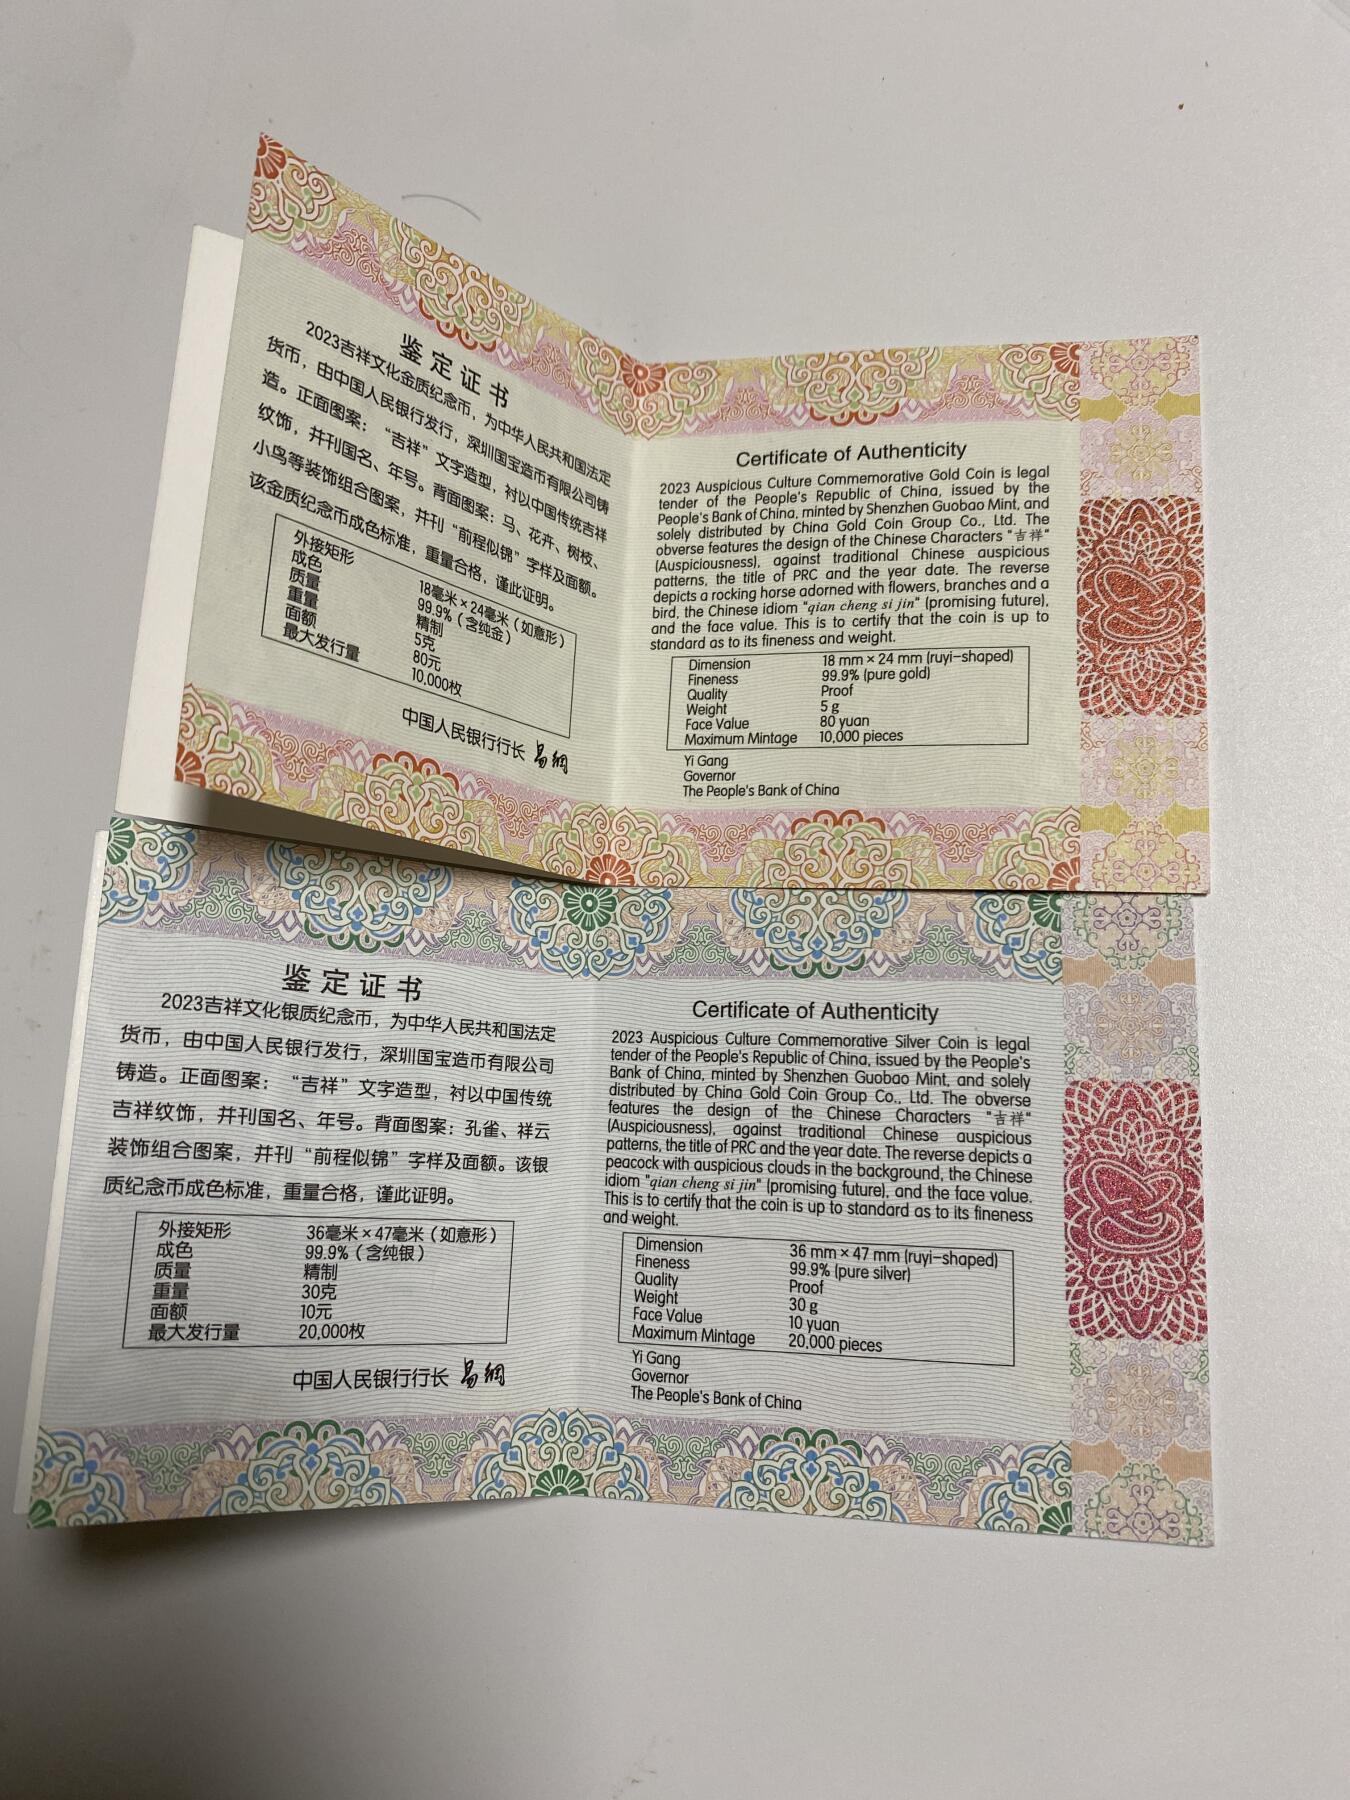 鉴定证书
2023吉祥文化金质纪念币，为中华人民共和国法定
货币，由中国人民银行发行，深圳国宝造币有限公司铸
造。正面图案：“吉祥”文字造型，衬以中国传统吉祥
纹饰，并刊国名、年号。背面图案：马、花卉、树枝、
小鸟等装饰组合图案，并刊“前程似锦”字样及面额。
该金质纪念币成色标准，重量合格，谨此证明。
外接矩形 18毫米×24毫米（如意形）
成色 99.9%（含纯金）
质量 精制
重量 5克
面额 80元
最大发行量 10,000枚
中国人民银行行长 易纲
Certificate of Authenticity
2023 Auspicious Culture Commemorative Gold Coin is legal
tender of the People's Republic of China, issued by the
People's Bank of China, minted by Shenzhen Guobao Mint, and
solely distributed by China Gold Coin Group Co., Ltd. The
obverse features the design of the Chinese Characters "吉祥"
(Auspiciousness), against traditional Chinese auspicious
patterns, the title of PRC and the year date. The reverse
depicts a rocking horse adorned with flowers, branches and a
bird, the Chinese idiom "qian cheng si jin" (promising future),
and the face value. This is to certify that the coin is up to
standard as to its fineness and weight.
Dimension 18 mm × 24 mm (ruyi-shaped)
Fineness 99.9% (pure gold)
Quality Proof
Weight 5 g
Face Value 80 yuan
Maximum Mintage 10,000 pieces
Yi Gang
Governor
The People's Bank of China
鉴定证书
2023吉祥文化银质纪念币，为中华人民共和国法定
货币，由中国人民银行发行，深圳国宝造币有限公司
铸造。正面图案：“吉祥”文字造型，衬以中国传统
吉祥纹饰，并刊国名、年号。背面图案：孔雀、祥云
装饰组合图案，并刊“前程似锦”字样及面额。该银
质纪念币成色标准，重量合格，谨此证明。
外接矩形 36毫米×47毫米（如意形）
成色 99.9%（含纯银）
质量 精制
重量 30克
面额 10元
最大发行量 20,000枚
中国人民银行行长 易纲
Certificate of Authenticity
2023 Auspicious Culture Commemorative Silver Coin is legal
tender of the People's Republic of China, issued by the People's
Bank of China, minted by Shenzhen Guobao Mint, and solely
distributed by China Gold Coin Group Co., Ltd. The obverse
features the design of the Chinese Characters "吉祥"
(Auspiciousness), against traditional Chinese auspicious
patterns, the title of PRC and the year date. The reverse depicts a
peacock with auspicious clouds in the background, the Chinese
idiom "qian cheng si jin" (promising future), and the face value.
This is to certify that the coin is up to standard as to its fineness
and weight.
Dimension 36 mm × 47 mm (ruyi-shaped)
Fineness 99.9% (pure silver)
Quality Proof
Weight 30 g
Face Value 10 yuan
Maximum Mintage 20,000 pieces
Yi Gang
Governor
The People's Bank of China